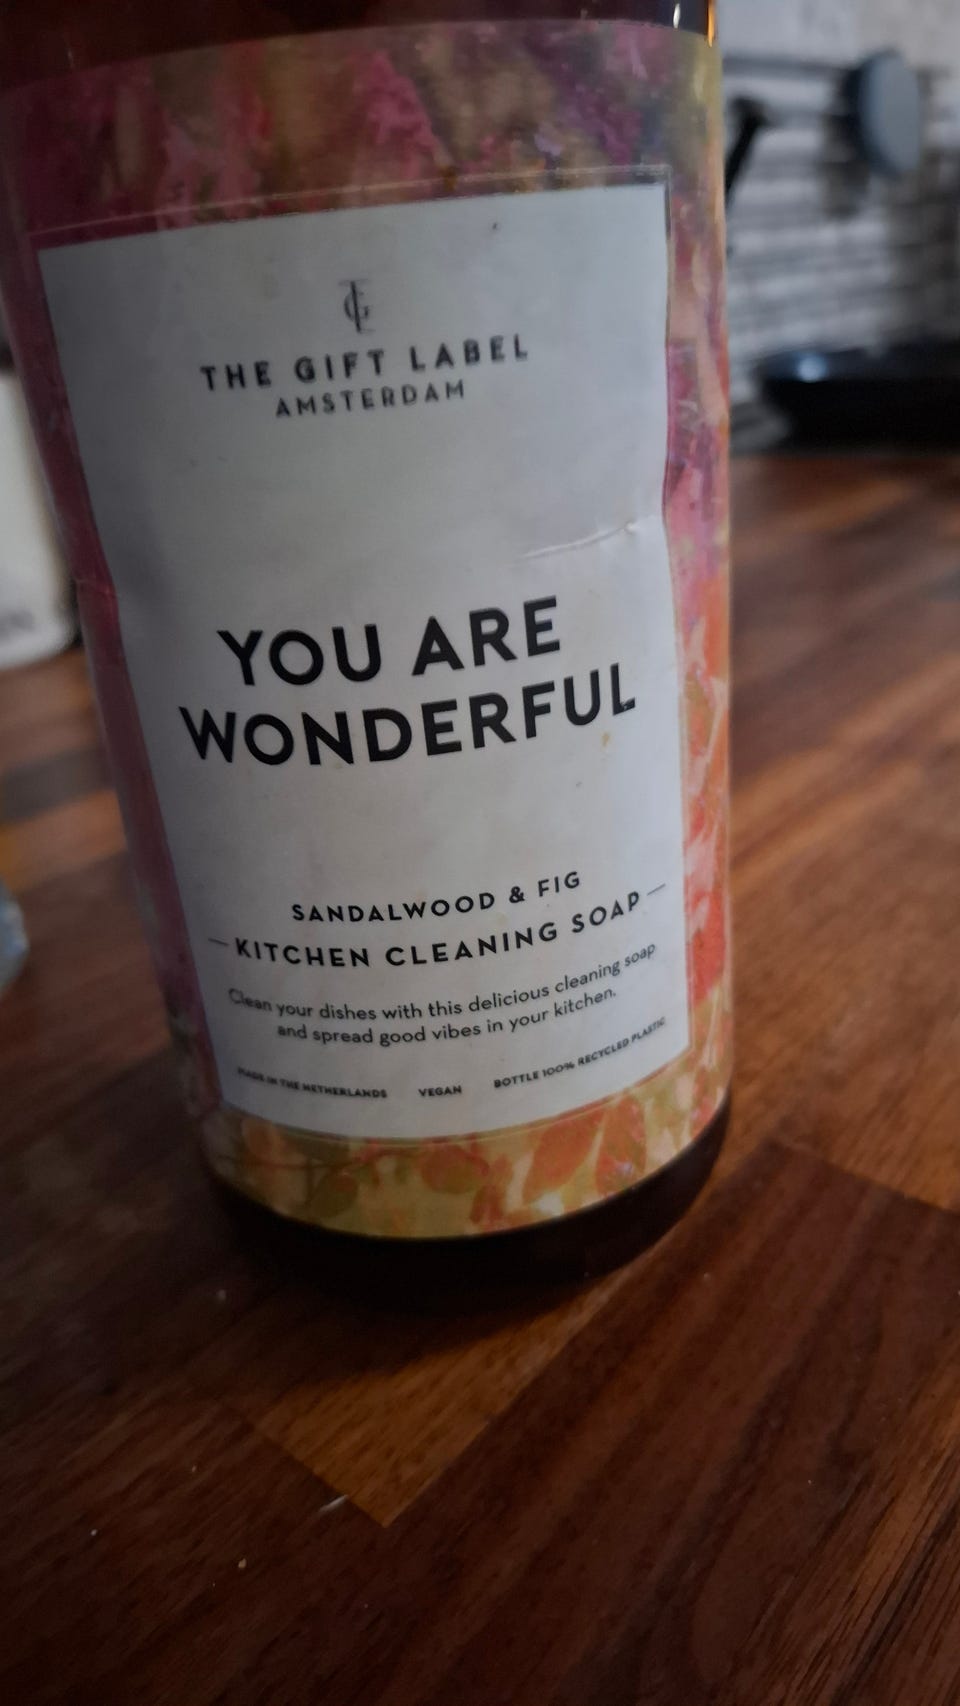 THE GIFT LABEL
AMSTERDAM
YOU ARE
WONDERFUL
SANDALWOOD & FIG
KITCHEN CLEANING SOAP
Clean your dishes with this delicious cleaning soap
and spread good vibes in your kitchen.
MADE IN THE NETHERLANDS VEGAN BOTTLE 100% RECYCLED PLASTIC